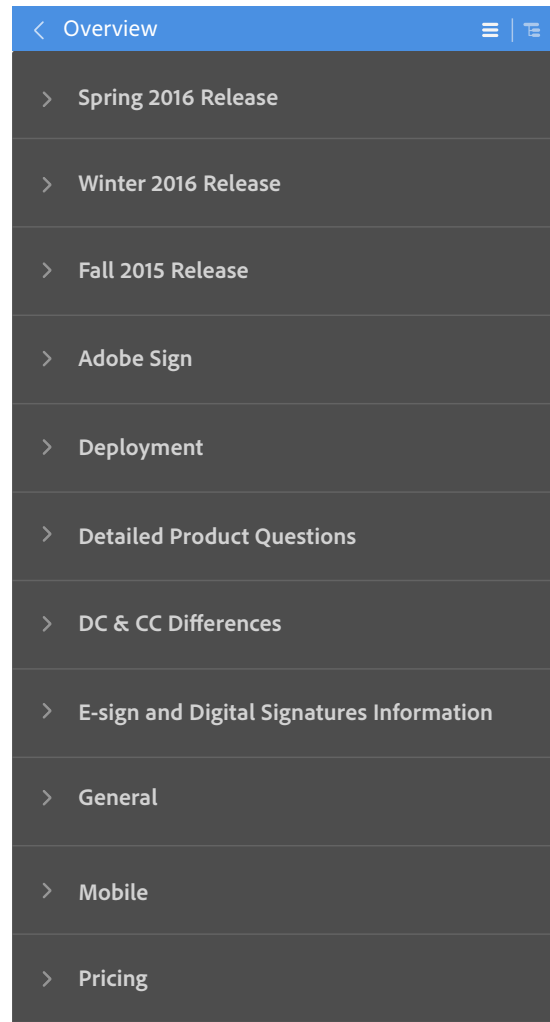 Overview
Spring 2016 Release
Winter 2016 Release
Fall 2015 Release
Adobe Sign
Deployment
Detailed Product Questions
DC & CC Differences
E-sign and Digital Signatures Information
General
Mobile
Pricing